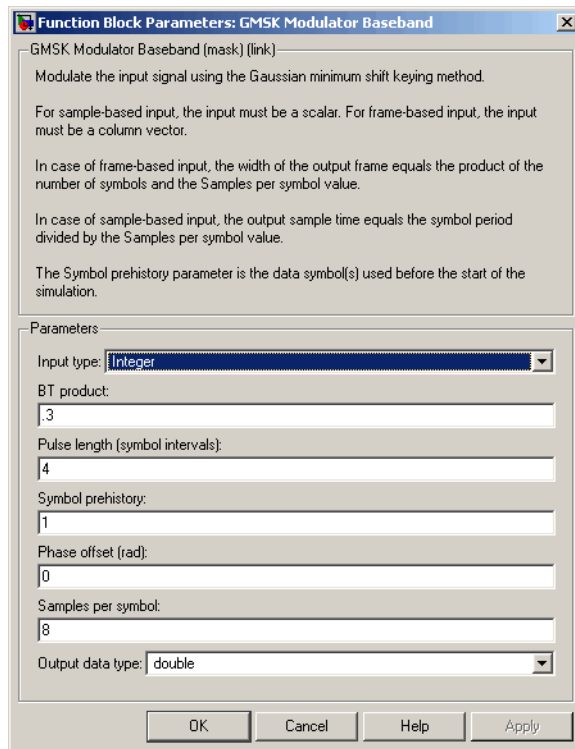 Function Block Parameters: GMSK Modulator Baseband
GMSK Modulator Baseband (mask) (link)
Modulate the input signal using the Gaussian minimum shift keying method.
For sample-based input, the input must be a scalar. For frame-based input, the input
must be a column vector.
In case of frame-based input, the width of the output frame equals the product of the
number of symbols and the Samples per symbol value.
In case of sample-based input, the output sample time equals the symbol period
divided by the Samples per symbol value.
The Symbol prehistory parameter is the data symbol(s) used before the start of the
simulation.
Parameters
Input type: Integer
BT product:
.3
Pulse length (symbol intervals):
4
Symbol prehistory:
1
Phase offset (rad):
0
Samples per symbol:
8
Output data type: double
OK Cancel Help Apply